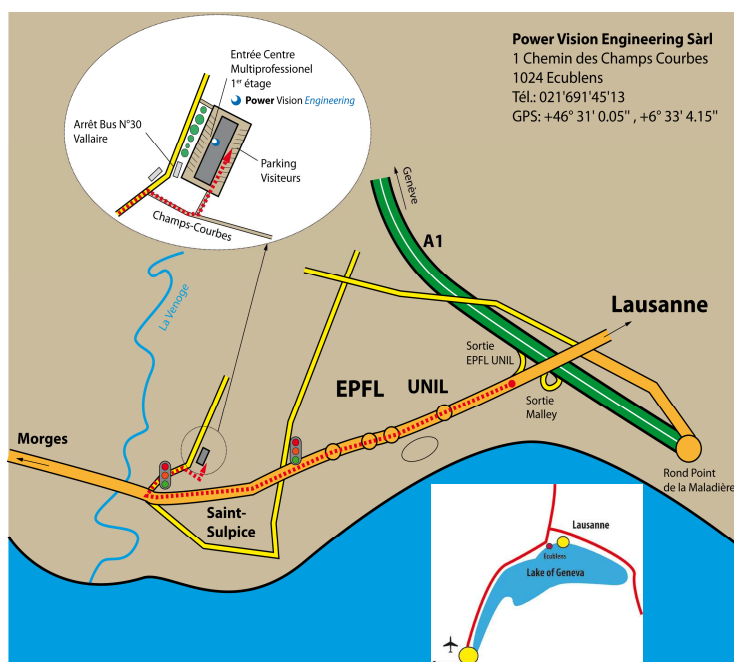 Power Vision Engineering Sàrl
1 Chemin des Champs Courbes
1024 Ecublens
Tél.: 021'691'45'13
GPS: +46° 31' 0.05'' , +6° 33' 4.15''
Entrée Centre
Multiprofessionel
1er étage
Power Vision Engineering
Arrêt Bus N°30
Vallaire
Parking
Visiteurs
Champs-Courbes
Genève
A1
La Venoge
Lausanne
Sortie
EPFL UNIL
EPFL
UNIL
Sortie
Malley
Morges
Rond Point
de la Maladière
Saint-
Sulpice
Lausanne
Ecublens
Lake of Geneva